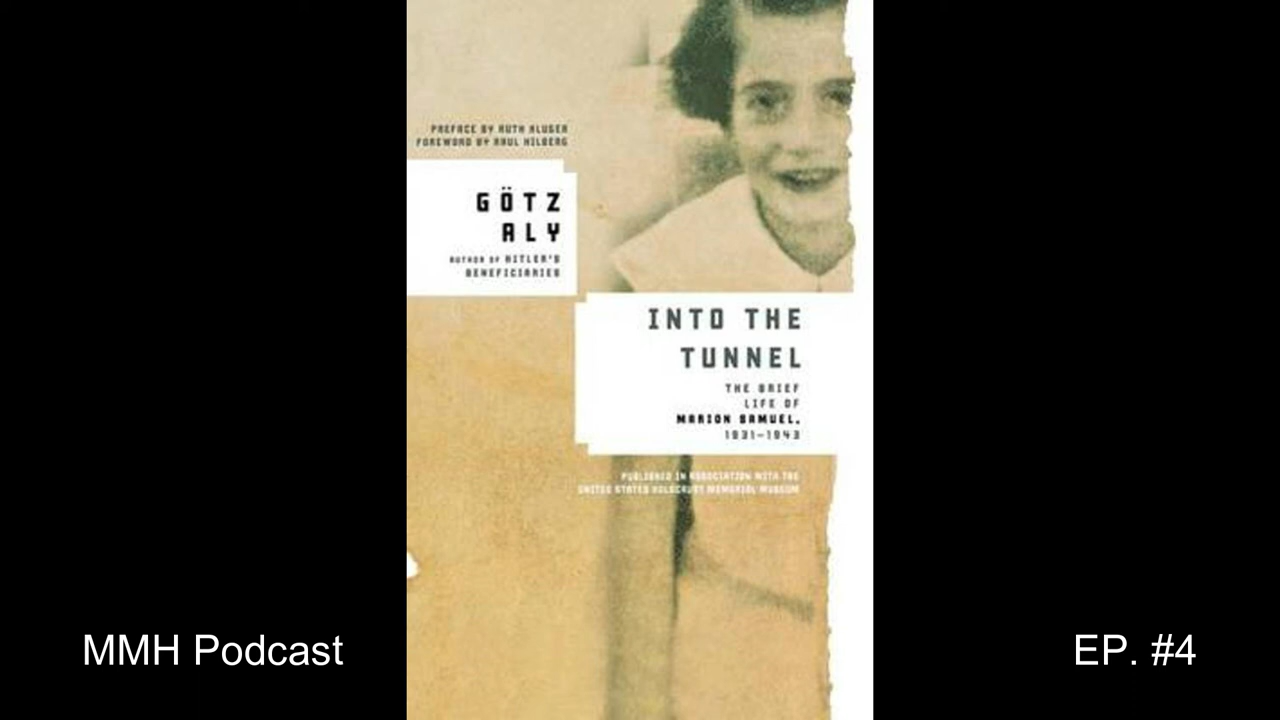 PREFACE BY RUTH KLUGER
FOREWORD BY RAUL HILBERG
GÖTZ
ALY
AUTHOR OF HITLER'S
BENEFICIARIES
INTO THE
TUNNEL
THE BRIEF
LIFE OF
MARION SAMUEL,
1931–1943
PUBLISHED IN ASSOCIATION WITH THE
UNITED STATES HOLOCAUST MEMORIAL MUSEUM
MMH Podcast
EP. #4